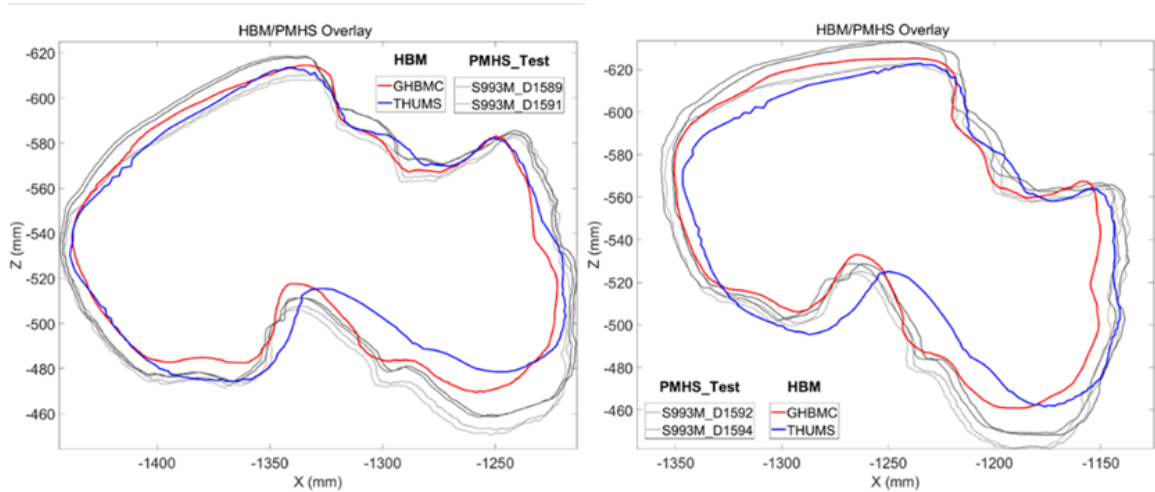 HBM/PMHS Overlay
HBM PMHS_Test
GHBMC S993M_D1589
THUMS S993M_D1591
-620
-600
-580
-560
-540
-520
-500
-480
-460
Z (mm)
-1400 -1350 -1300 -1250
X (mm)
HBM/PMHS Overlay
-620
-600
-580
-560
-540
-520
-500
-480
-460
Z (mm)
PMHS_Test HBM
S993M_D1592 GHBMC
S993M_D1594 THUMS
-1350 -1300 -1250 -1200 -1150
X (mm)